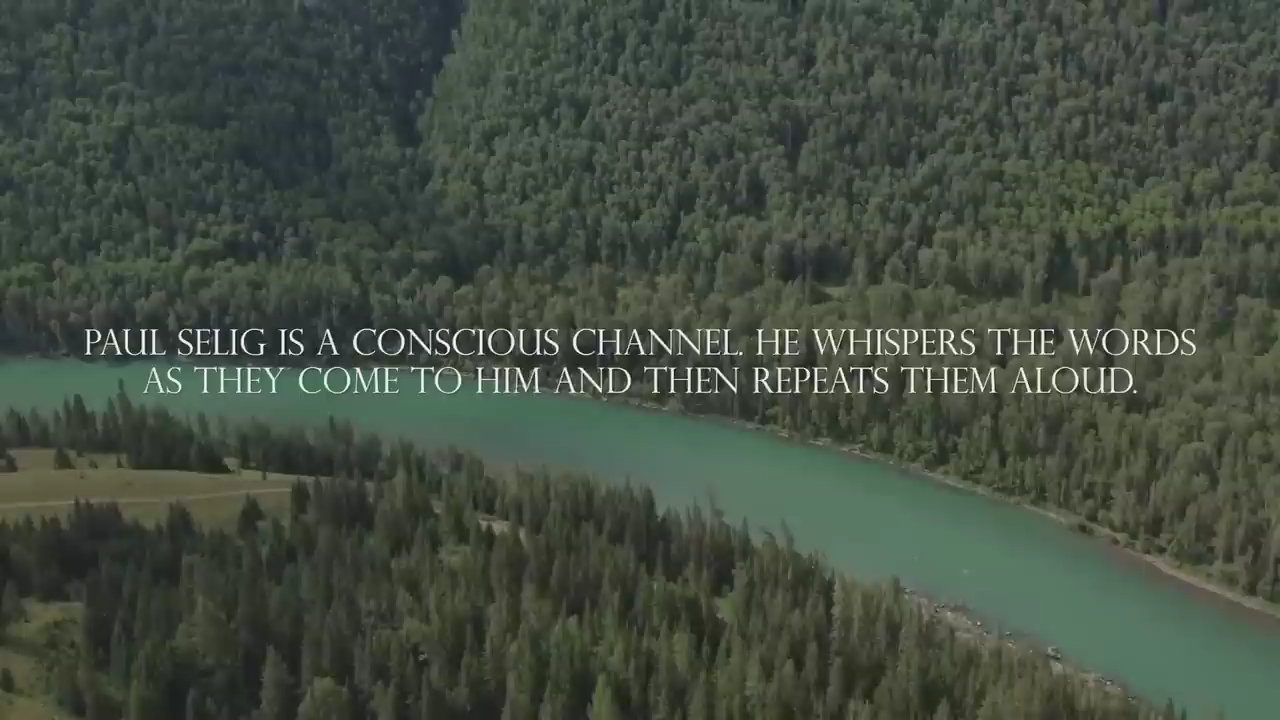 PAUL SELIG IS A CONSCIOUS CHANNEL. HE WHISPERS THE WORDS
AS THEY COME TO HIM AND THEN REPEATS THEM ALOUD.